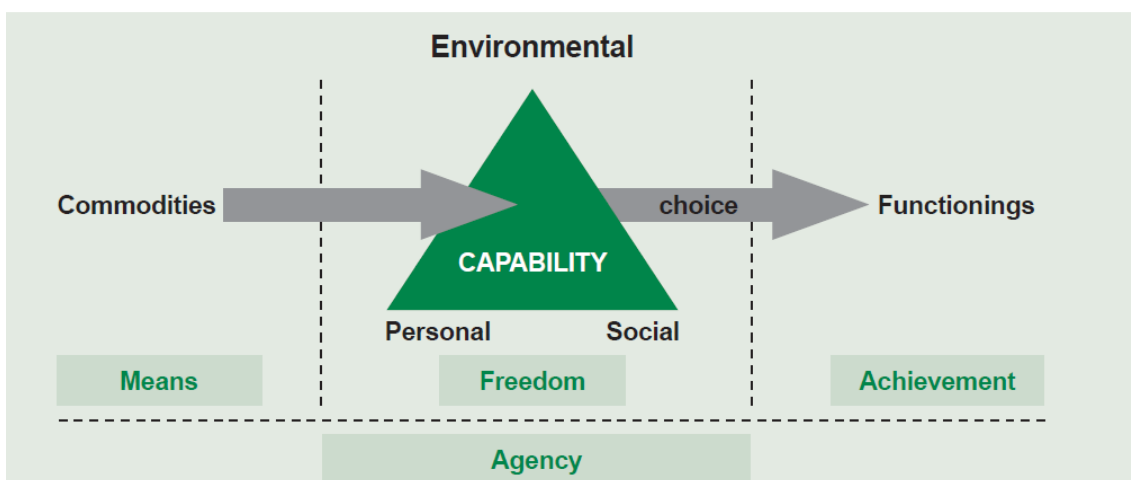 Environmental
Commodities
choice
Functionings
CAPABILITY
Personal
Social
Means
Freedom
Achievement
Agency